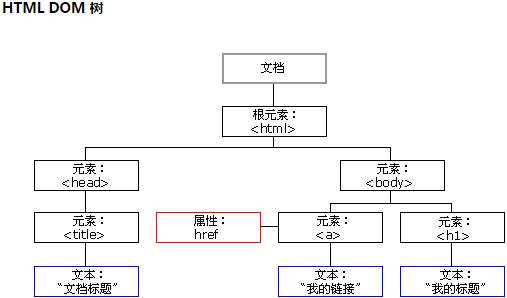 HTML DOM 树
文档
根元素：
<html>
元素：
<head>
元素：
<body>
元素：
<title>
属性：
href
元素：
<a>
元素：
<h1>
文本：
“文档标题”
文本：
“我的链接”
文本：
“我的标题”